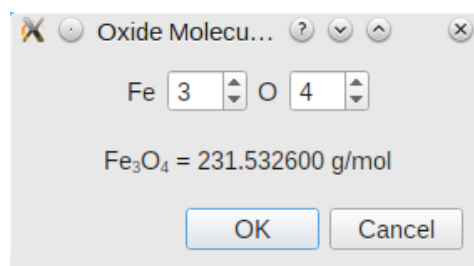 Oxide Molecu... ?
Fe 3 O 4
Fe₃O₄ = 231.532600 g/mol
OK Cancel